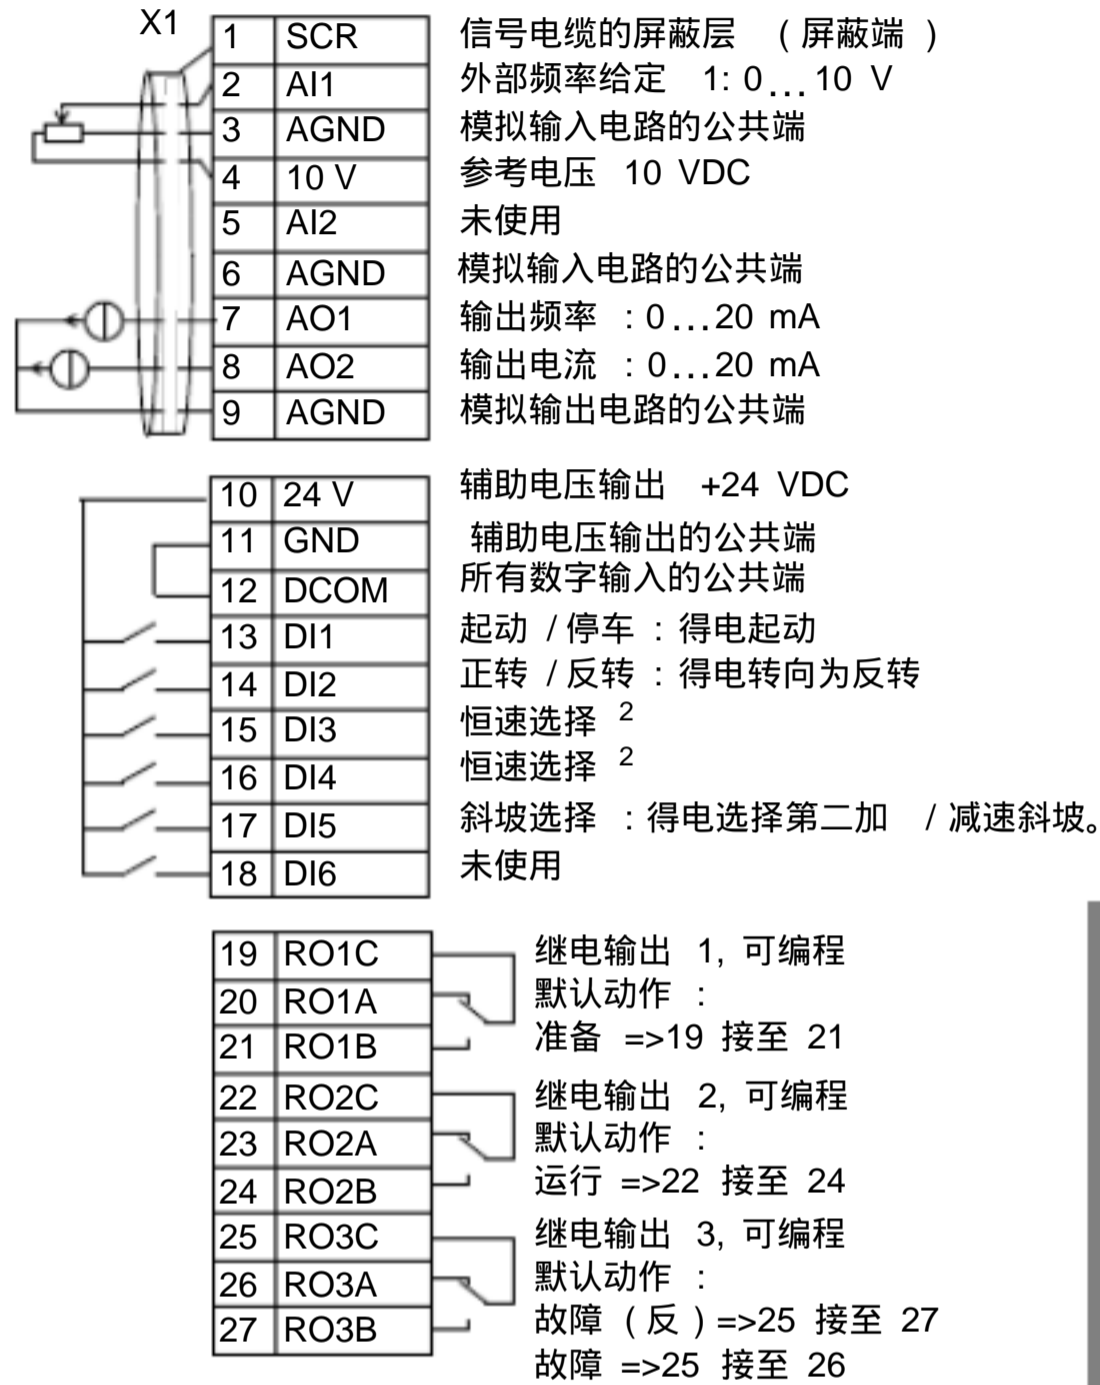 X1
1 SCR 信号电缆的屏蔽层 ( 屏蔽端 )
2 AI1 外部频率给定 1: 0...10 V
3 AGND 模拟输入电路的公共端
4 10 V 参考电压 10 VDC
5 AI2 未使用
6 AGND 模拟输入电路的公共端
7 AO1 输出频率 : 0...20 mA
8 AO2 输出电流 : 0...20 mA
9 AGND 模拟输出电路的公共端
10 24 V 辅助电压输出 +24 VDC
11 GND 辅助电压输出的公共端
12 DCOM 所有数字输入的公共端
13 DI1 起动 / 停车 : 得电起动
14 DI2 正转 / 反转 : 得电转向为反转
15 DI3 恒速选择 2
16 DI4 恒速选择 2
17 DI5 斜坡选择 : 得电选择第二加 / 减速斜坡。
18 DI6 未使用
19 RO1C 继电输出 1, 可编程
20 RO1A 默认动作 :
21 RO1B 准备 =>19 接至 21
22 RO2C 继电输出 2, 可编程
23 RO2A 默认动作 :
24 RO2B 运行 =>22 接至 24
25 RO3C 继电输出 3, 可编程
26 RO3A 默认动作 :
27 RO3B 故障 ( 反 ) =>25 接至 27
故障 =>25 接至 26